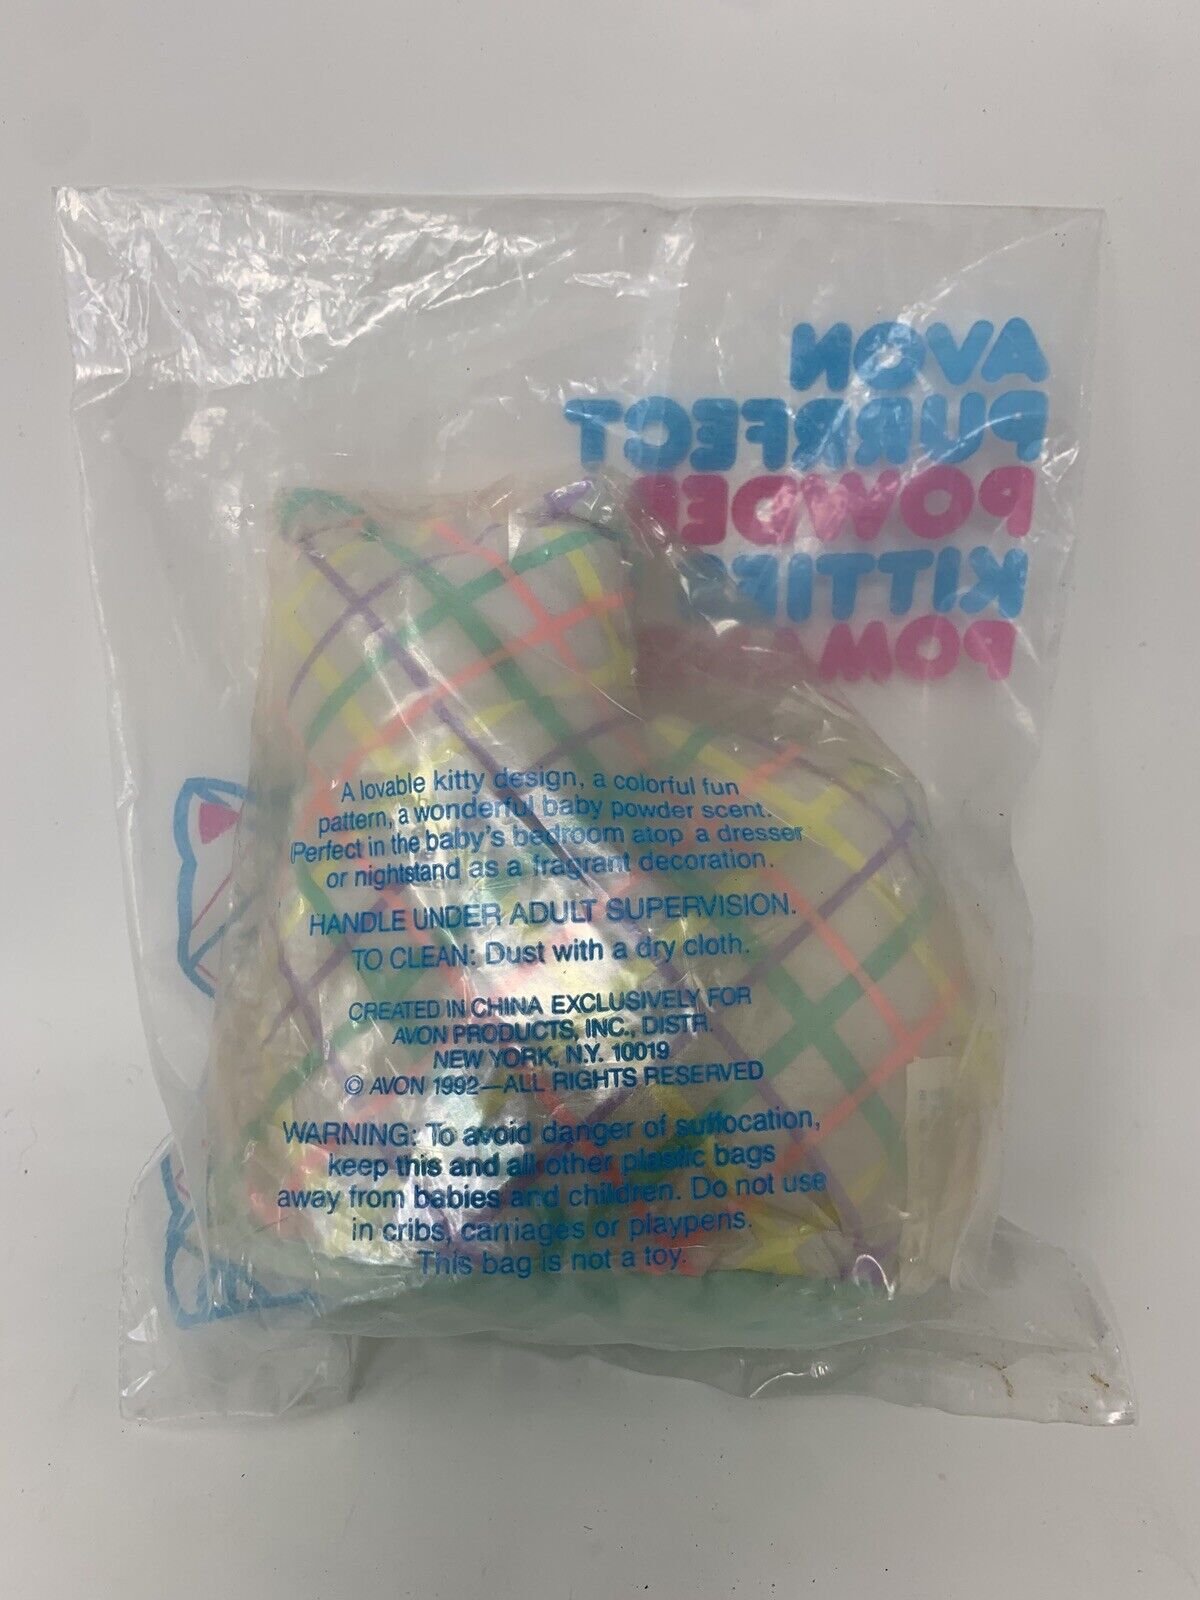 AVON
PURRFECT
POWDER
KITTIES
A lovable kitty design, a colorful fun
pattern, a wonderful baby powder scent.
Perfect in the baby's bedroom atop a dresser
or nightstand as a fragrant decoration.
HANDLE UNDER ADULT SUPERVISION.
TO CLEAN: Dust with a dry cloth.
CREATED IN CHINA EXCLUSIVELY FOR
AVON PRODUCTS, INC., DISTR.
NEW YORK, N.Y. 10019
© AVON 1992—ALL RIGHTS RESERVED
WARNING: To avoid danger of suffocation,
keep this and all other plastic bags
away from babies and children. Do not use
in cribs, carriages or playpens.
This bag is not a toy.